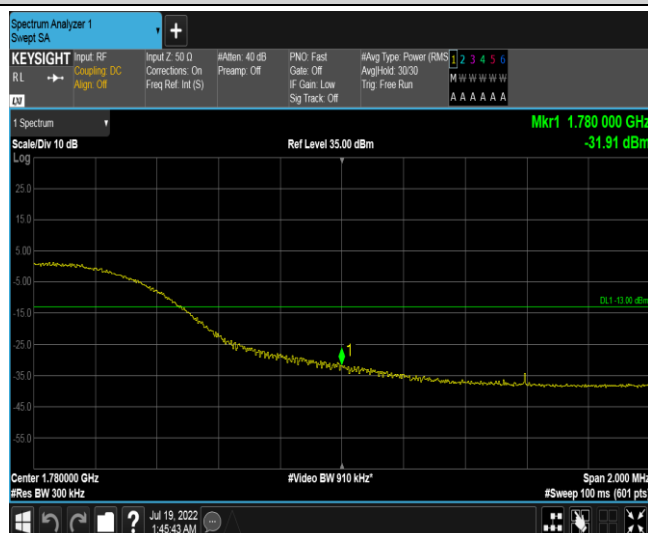 Spectrum Analyzer 1
Swept SA
+
KEYSIGHT
RL
LXI
Input: RF
Coupling: DC
Align: Off
Input Z: 50 Ω
Corrections: On
Freq Ref: Int (S)
#Atten: 40 dB
Preamp: Off
PNO: Fast
Gate: Off
IF Gain: Low
Sig Track: Off
#Avg Type: Power (RMS
Avg|Hold: 30/30
Trig: Free Run
1 2 3 4 5 6
M W W W W W
A A A A A A
1 Spectrum
Scale/Div 10 dB
Log
Ref Level 35.00 dBm
Mkr1 1.780 000 GHz
-31.91 dBm
25.0
15.0
5.00
-5.00
DL1 -13.00 dBm
-15.0
-25.0
1
-35.0
-45.0
-55.0
Center 1.780000 GHz
#Res BW 300 kHz
#Video BW 910 kHz*
Span 2.000 MHz
#Sweep 100 ms (601 pts)
?
Jul 19, 2022
1:45:43 AM